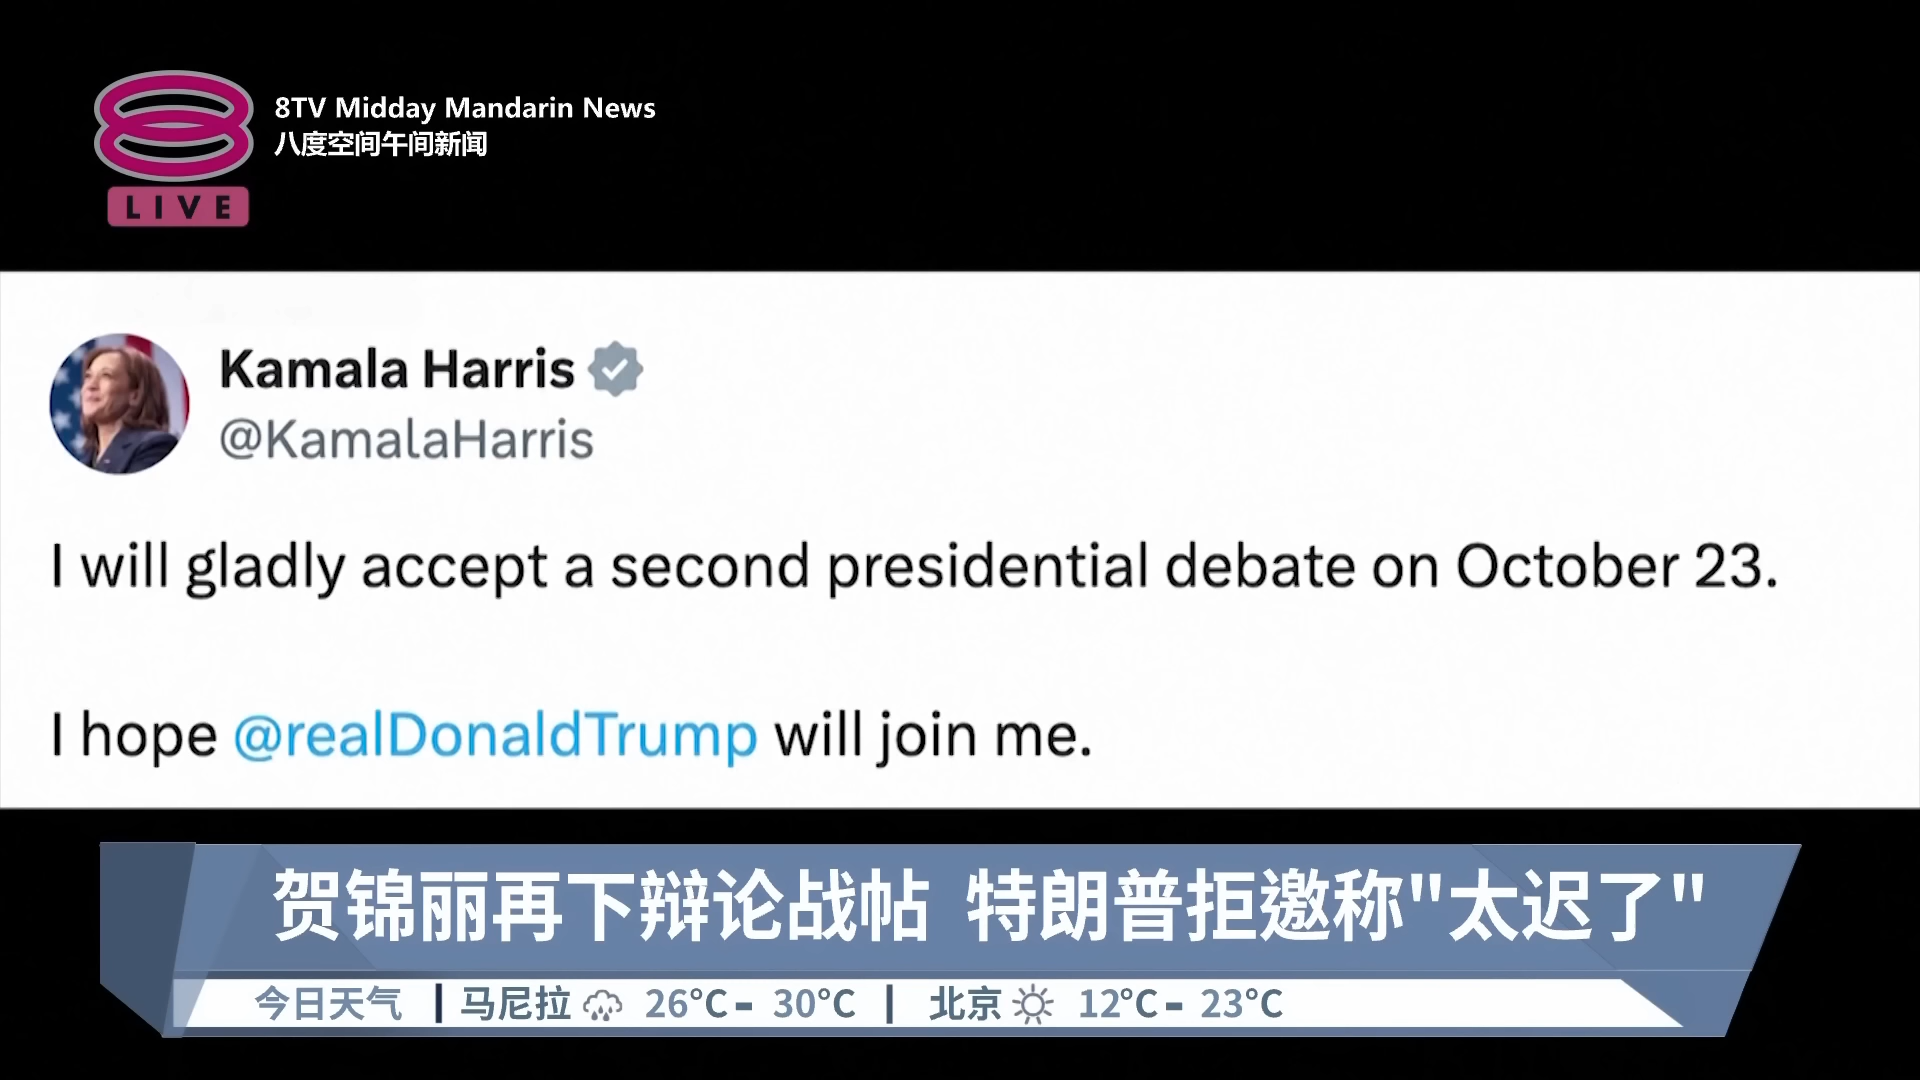 8TV Midday Mandarin News
八度空间午间新闻
LIVE
Kamala Harris
@KamalaHarris
I will gladly accept a second presidential debate on October 23.
I hope @realDonaldTrump will join me.
贺锦丽再下辩论战帖 特朗普拒邀称"太迟了"
今日天气 | 马尼拉 26°C - 30°C | 北京 12°C - 23°C